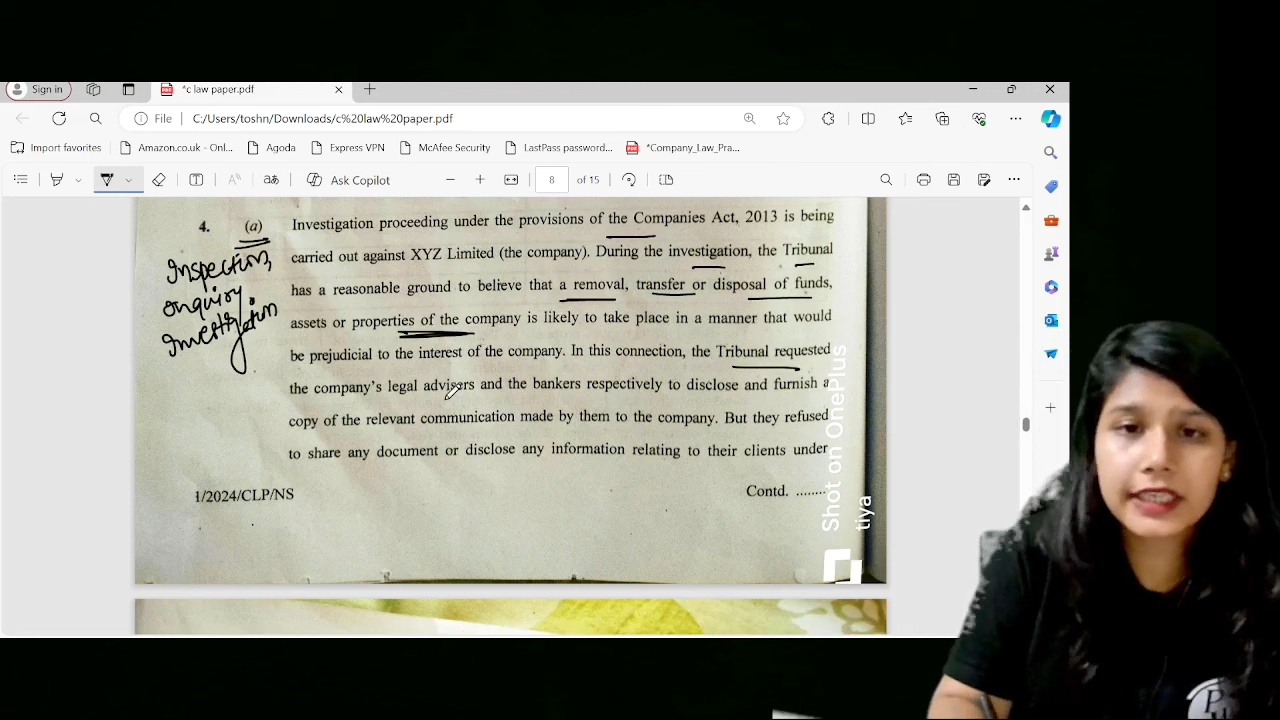 Sign in
*c law paper.pdf
File
C:/Users/toshn/Downloads/c%20law%20paper.pdf
Import favorites
Amazon.co.uk - Onl...
Agoda
Express VPN
McAfee Security
LastPass password...
*Company_Law_Pra...
Ask Copilot
8
of 15
4. (a) Investigation proceeding under the provisions of the Companies Act, 2013 is being
carried out against XYZ Limited (the company). During the investigation, the Tribunal
has a reasonable ground to believe that a removal, transfer or disposal of funds,
assets or properties of the company is likely to take place in a manner that would
be prejudicial to the interest of the company. In this connection, the Tribunal requested
the company's legal advisers and the bankers respectively to disclose and furnish a
copy of the relevant communication made by them to the company. But they refused
to share any document or disclose any information relating to their clients under
Inspection,
enquiry
Investigation
1/2024/CLP/NS
Contd. ........
Shot on OnePlus
tiya
P